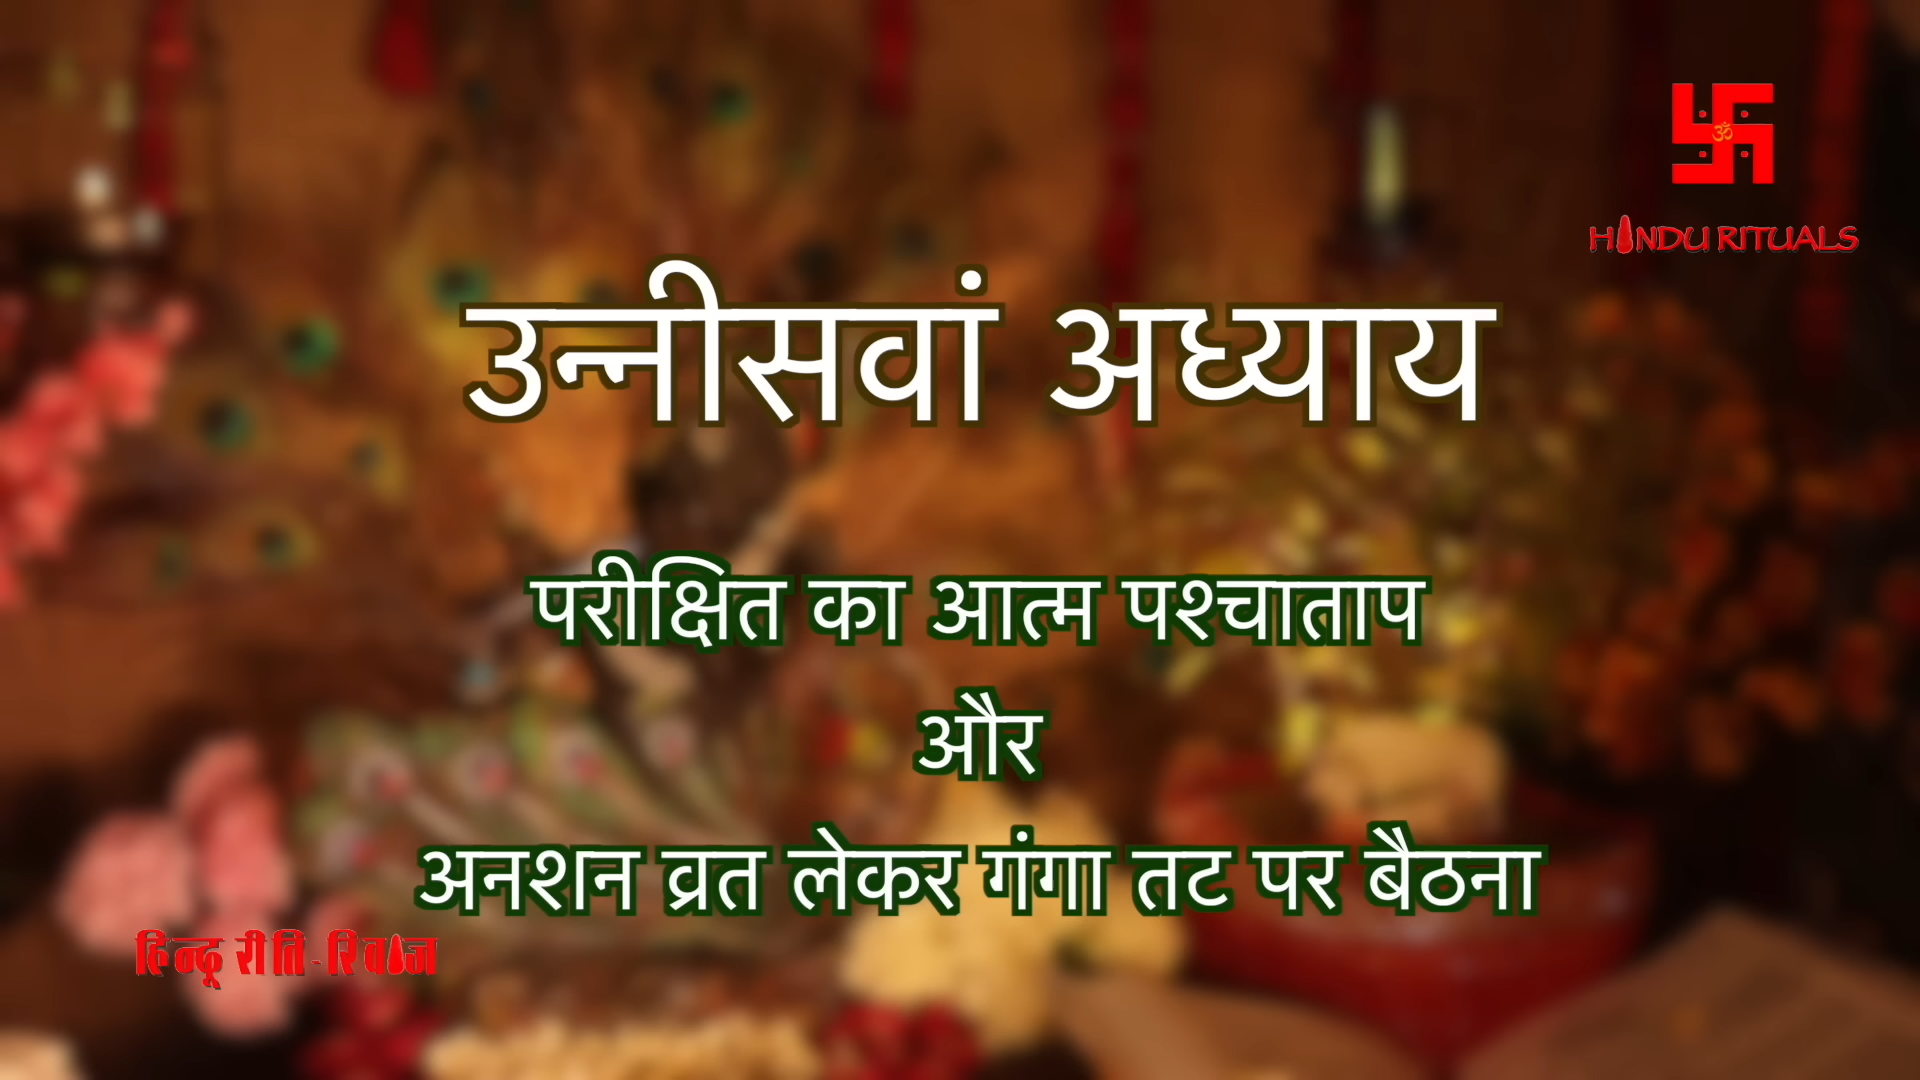 ॐ
HINDU RITUALS
उन्नीसवां अध्याय
परीक्षित का आत्म पश्चाताप
और
अनशन व्रत लेकर गंगा तट पर बैठना
हिन्दू रीति-रिवाज